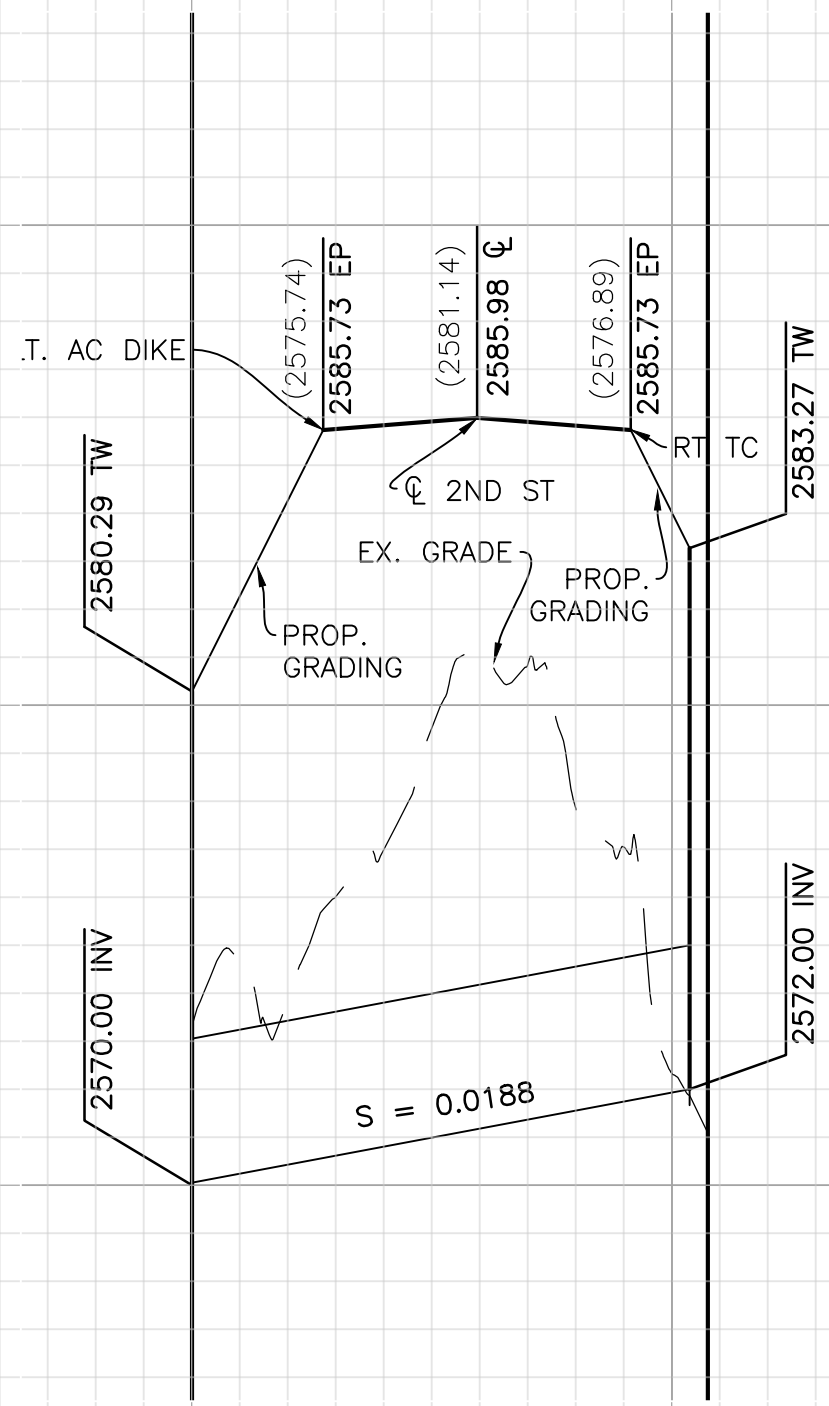 (2575.74)
2585.73 EP
(2581.14)
2585.98 ℄
(2576.89)
2585.73 EP
.T. AC DIKE
2580.29 TW
2583.27 TW
RT TC
℄ 2ND ST
EX. GRADE
PROP.
GRADING
PROP.
GRADING
2570.00 INV
2572.00 INV
S = 0.0188